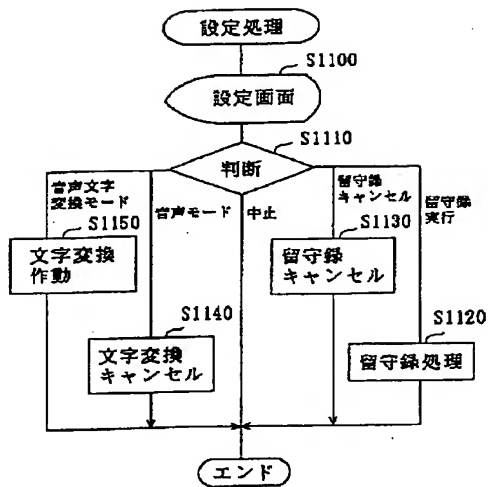 設定処理
S1100
設定画面
S1110
判断
音声文字
変換モード
音声モード
中止
留守録
キャンセル
留守録
実行
S1150
文字変換
作動
S1130
留守録
キャンセル
S1140
文字変換
キャンセル
S1120
留守録処理
エンド